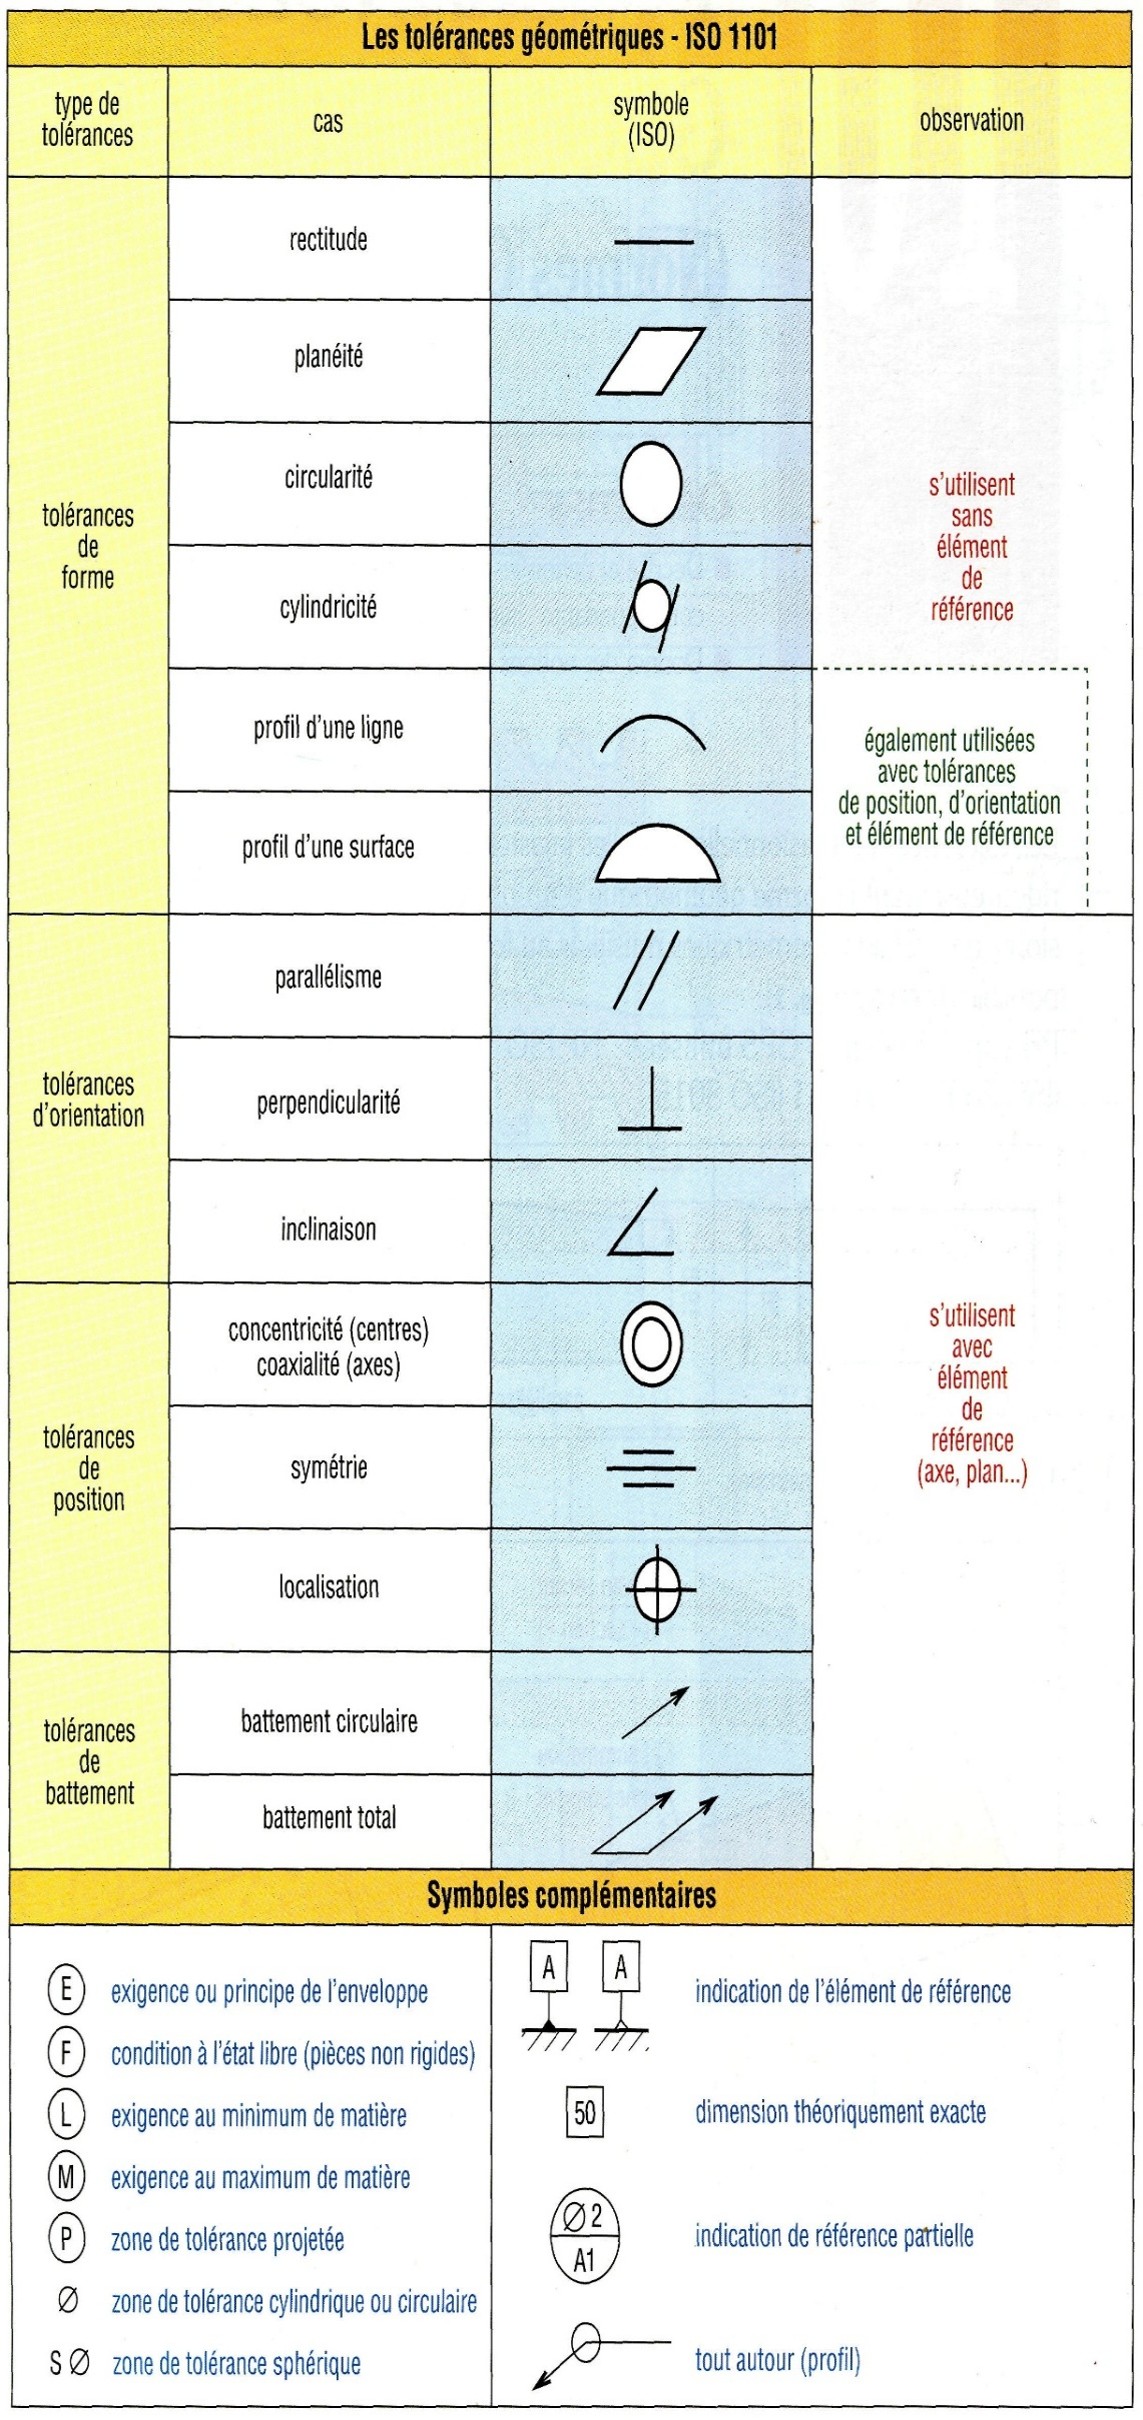 Les tolérances géométriques - ISO 1101
type de
tolérances
cas
symbole
(ISO)
observation
tolérances
de
forme
rectitude
planéité
circularité
cylindricité
profil d'une ligne
profil d'une surface
s'utilisent
sans
élément
de
référence
également utilisées
avec tolérances
de position, d'orientation
et élément de référence
tolérances
d'orientation
parallélisme
perpendicularité
inclinaison
tolérances
de
position
concentricité (centres)
coaxialité (axes)
symétrie
localisation
s'utilisent
avec
élément
de
référence
(axe, plan...)
tolérances
de
battement
battement circulaire
battement total
Symboles complémentaires
E exigence ou principe de l'enveloppe
F condition à l'état libre (pièces non rigides)
L exigence au minimum de matière
M exigence au maximum de matière
P zone de tolérance projetée
∅ zone de tolérance cylindrique ou circulaire
S ∅ zone de tolérance sphérique
A A indication de l'élément de référence
50 dimension théoriquement exacte
∅ 2
A1
indication de référence partielle
tout autour (profil)